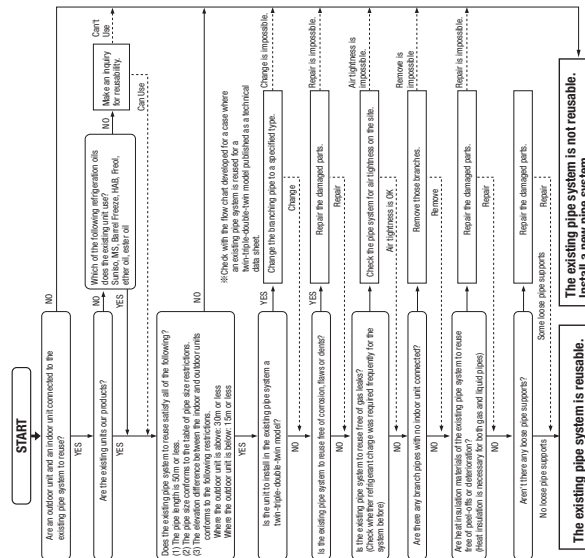 START
Are an outdoor unit and an indoor unit connected to the
existing pipe system to reuse?
NO
YES
Are the existing units our products?
NO
YES
Which of the following refrigeration oils
does the existing unit use?
Suniso, MS, Barrel Freeze, HAB, Freol,
ether oil, ester oil
NO
YES
Make an inquiry
for reusability.
Can't
Use
Can Use
Does the existing pipe system to reuse satisfy all of the following?
(1) The pipe length is 50m or less.
(2) The pipe size conforms to the table of pipe size restrictions.
(3) The elevation difference between the indoor and outdoor units
conforms to the following restrictions.
Where the outdoor unit is above: 30m or less
Where the outdoor unit is below: 15m or less
NO
YES
※Check with the flow chart developed for a case where
an existing pipe system is reused for a
twin-triple-double-twin model published as a technical
data sheet.
Is the unit to install in the existing pipe system a
twin-triple-double-twin model?
YES
Change the branching pipe to a specified type.
Change is impossible.
Change
NO
Is the existing pipe system to reuse free of corrosion, flaws or dents?
YES
Repair the damaged parts.
Repair is impossible.
Repair
NO
Is the existing pipe system to reuse free of gas leaks?
(Check whether refrigerant charge was required frequently for the
system before)
Check the pipe system for air tightness on the site.
Air tightness is
impossible.
Air tightness is OK
NO
Are there any branch pipes with no indoor unit connected?
Remove those branches.
Remove is
impossible
Remove
NO
Are heat insulation materials of the existing pipe system to reuse
free of peel-offs or deterioration?
(Heat insulation is necessary for both gas and liquid pipes)
Repair the damaged parts.
Repair is impossible.
Repair
NO
Aren't there any loose pipe supports?
Repair the damaged parts.
Some loose pipe supports
Repair
No loose pipe supports
The existing pipe system is reusable.
The existing pipe system is not reusable.
Install a new pipe system.